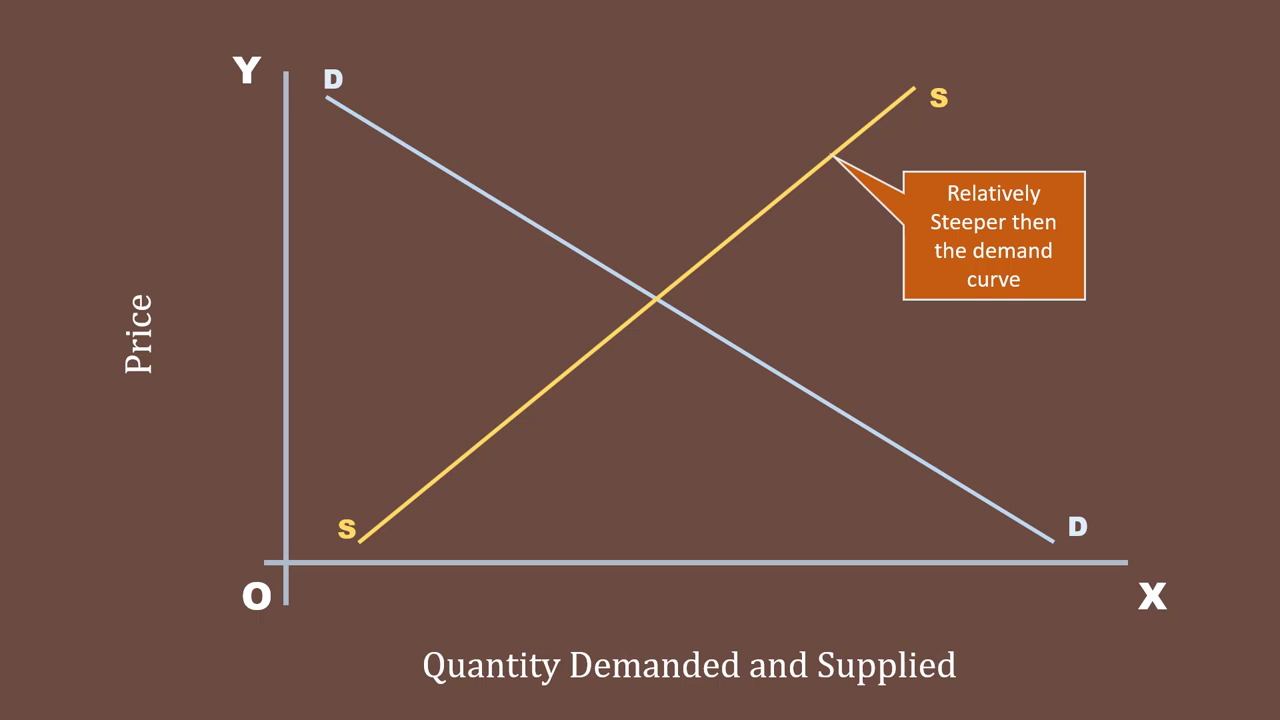 Y
D
S
Relatively
Steeper then
the demand
curve
Price
S
D
O
X
Quantity Demanded and Supplied